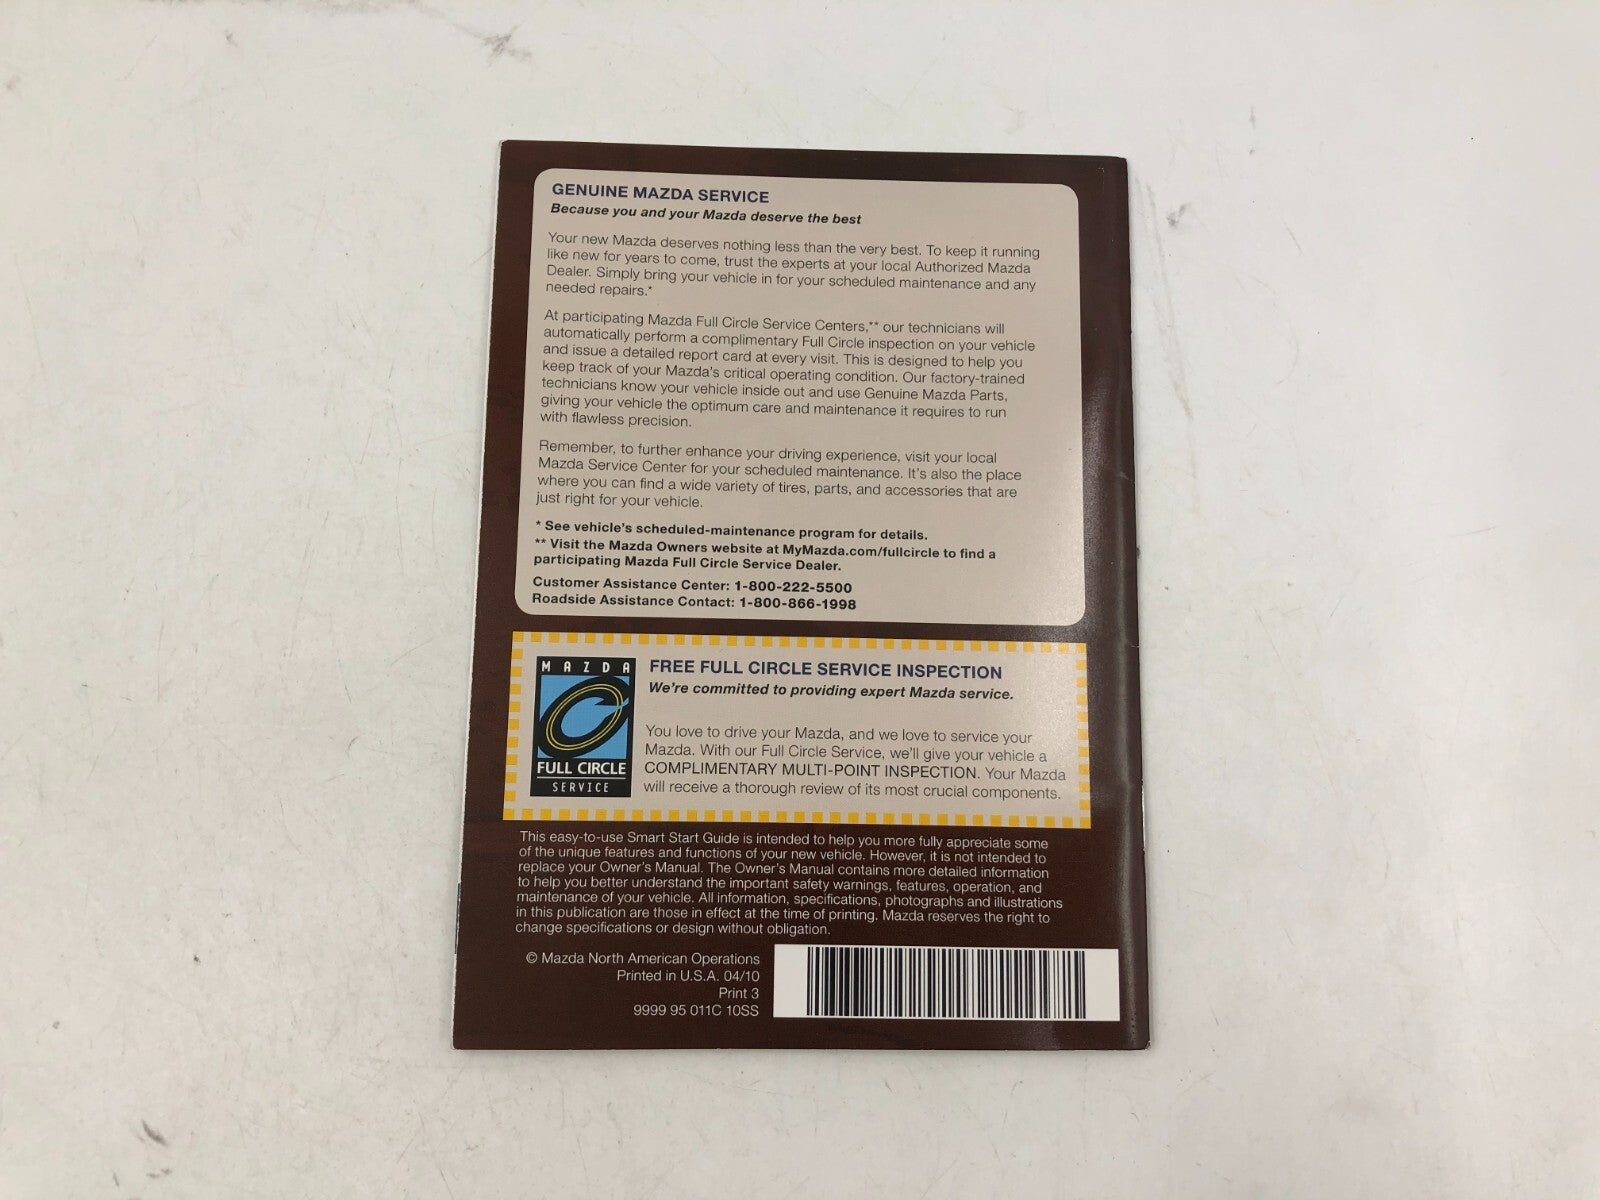 GENUINE MAZDA SERVICE
Because you and your Mazda deserve the best
Your new Mazda deserves nothing less than the very best. To keep it running
like new for years to come, trust the experts at your local Authorized Mazda
Dealer. Simply bring your vehicle in for your scheduled maintenance and any
needed repairs.*
At participating Mazda Full Circle Service Centers,** our technicians will
automatically perform a complimentary Full Circle inspection on your vehicle
and issue a detailed report card at every visit. This is designed to help you
keep track of your Mazda's critical operating condition. Our factory-trained
technicians know your vehicle inside out and use Genuine Mazda Parts,
giving your vehicle the optimum care and maintenance it requires to run
with flawless precision.
Remember, to further enhance your driving experience, visit your local
Mazda Service Center for your scheduled maintenance. It's also the place
where you can find a wide variety of tires, parts, and accessories that are
just right for your vehicle.
* See vehicle's scheduled-maintenance program for details.
** Visit the Mazda Owners website at MyMazda.com/fullcircle to find a
participating Mazda Full Circle Service Dealer.
Customer Assistance Center: 1-800-222-5500
Roadside Assistance Contact: 1-800-866-1998
MAZDA
FULL CIRCLE
SERVICE
FREE FULL CIRCLE SERVICE INSPECTION
We're committed to providing expert Mazda service.
You love to drive your Mazda, and we love to service your
Mazda. With our Full Circle Service, we'll give your vehicle a
COMPLIMENTARY MULTI-POINT INSPECTION. Your Mazda
will receive a thorough review of its most crucial components.
This easy-to-use Smart Start Guide is intended to help you more fully appreciate some
of the unique features and functions of your new vehicle. However, it is not intended to
replace your Owner's Manual. The Owner's Manual contains more detailed information
to help you better understand the important safety warnings, features, operation, and
maintenance of your vehicle. All information, specifications, photographs and illustrations
in this publication are those in effect at the time of printing. Mazda reserves the right to
change specifications or design without obligation.
© Mazda North American Operations
Printed in U.S.A. 04/10
Print 3
9999 95 011C 10SS